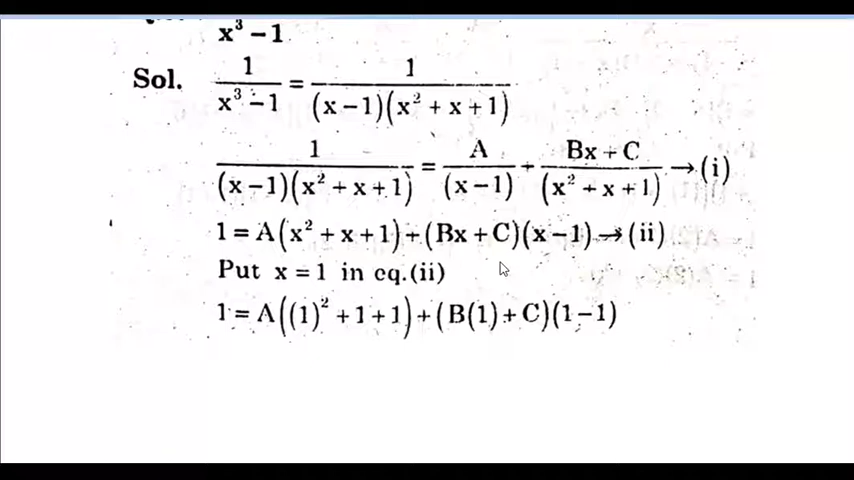 x³ − 1
Sol. 1/(x³ − 1) = 1/((x − 1)(x² + x + 1))
1/((x − 1)(x² + x + 1)) = A/(x − 1) + (Bx + C)/(x² + x + 1) → (i)
1 = A(x² + x + 1) + (Bx + C)(x − 1) → (ii)
Put x = 1 in eq.(ii)
1 = A((1)² + 1 + 1) + (B(1) + C)(1 − 1)